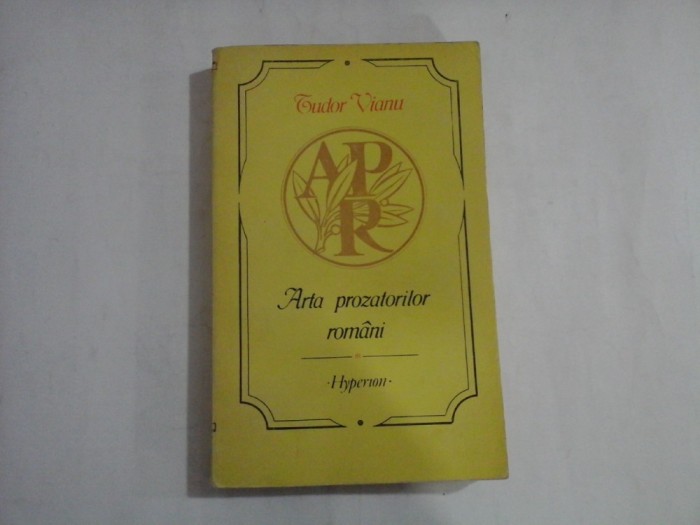 Tudor Vianu
APR
Arta prozatorilor
români
·Hyperion·